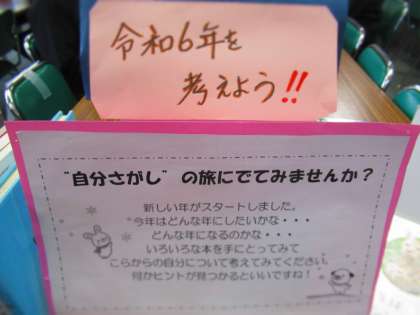 令和6年を
考えよう!!
"自分さがし"の旅にでてみませんか?
新しい年がスタートしました。
今年はどんな年にしたいかな・・・
どんな年になるのかな・・・
いろいろな本を手にとってみて
こらからの自分について考えてみてください
何かヒントが見つかるといいですね!